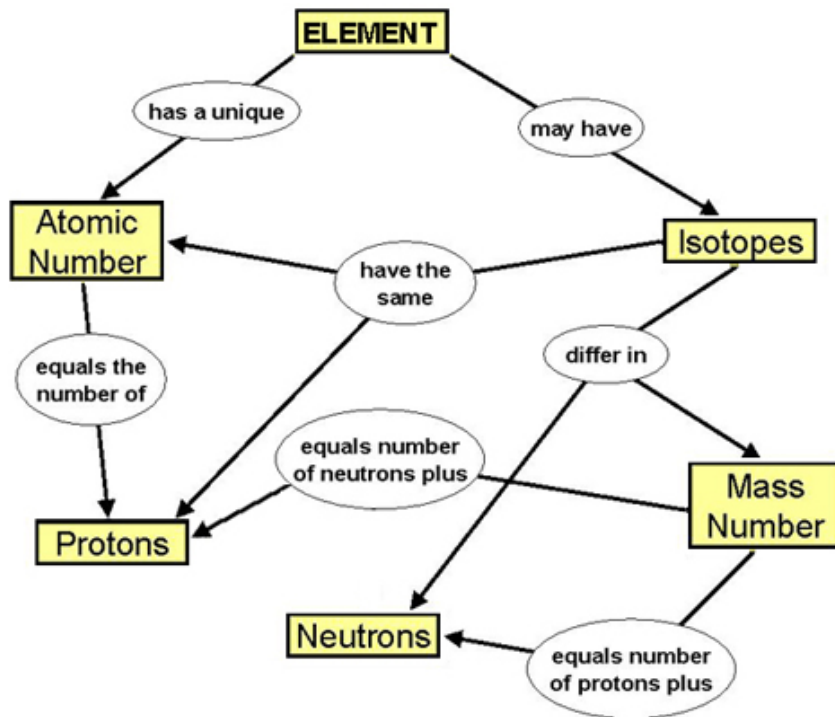 ELEMENT
has a unique
may have
Atomic
Number
Isotopes
have the
same
equals the
number of
differ in
equals number
of neutrons plus
Mass
Number
Protons
Neutrons
equals number
of protons plus